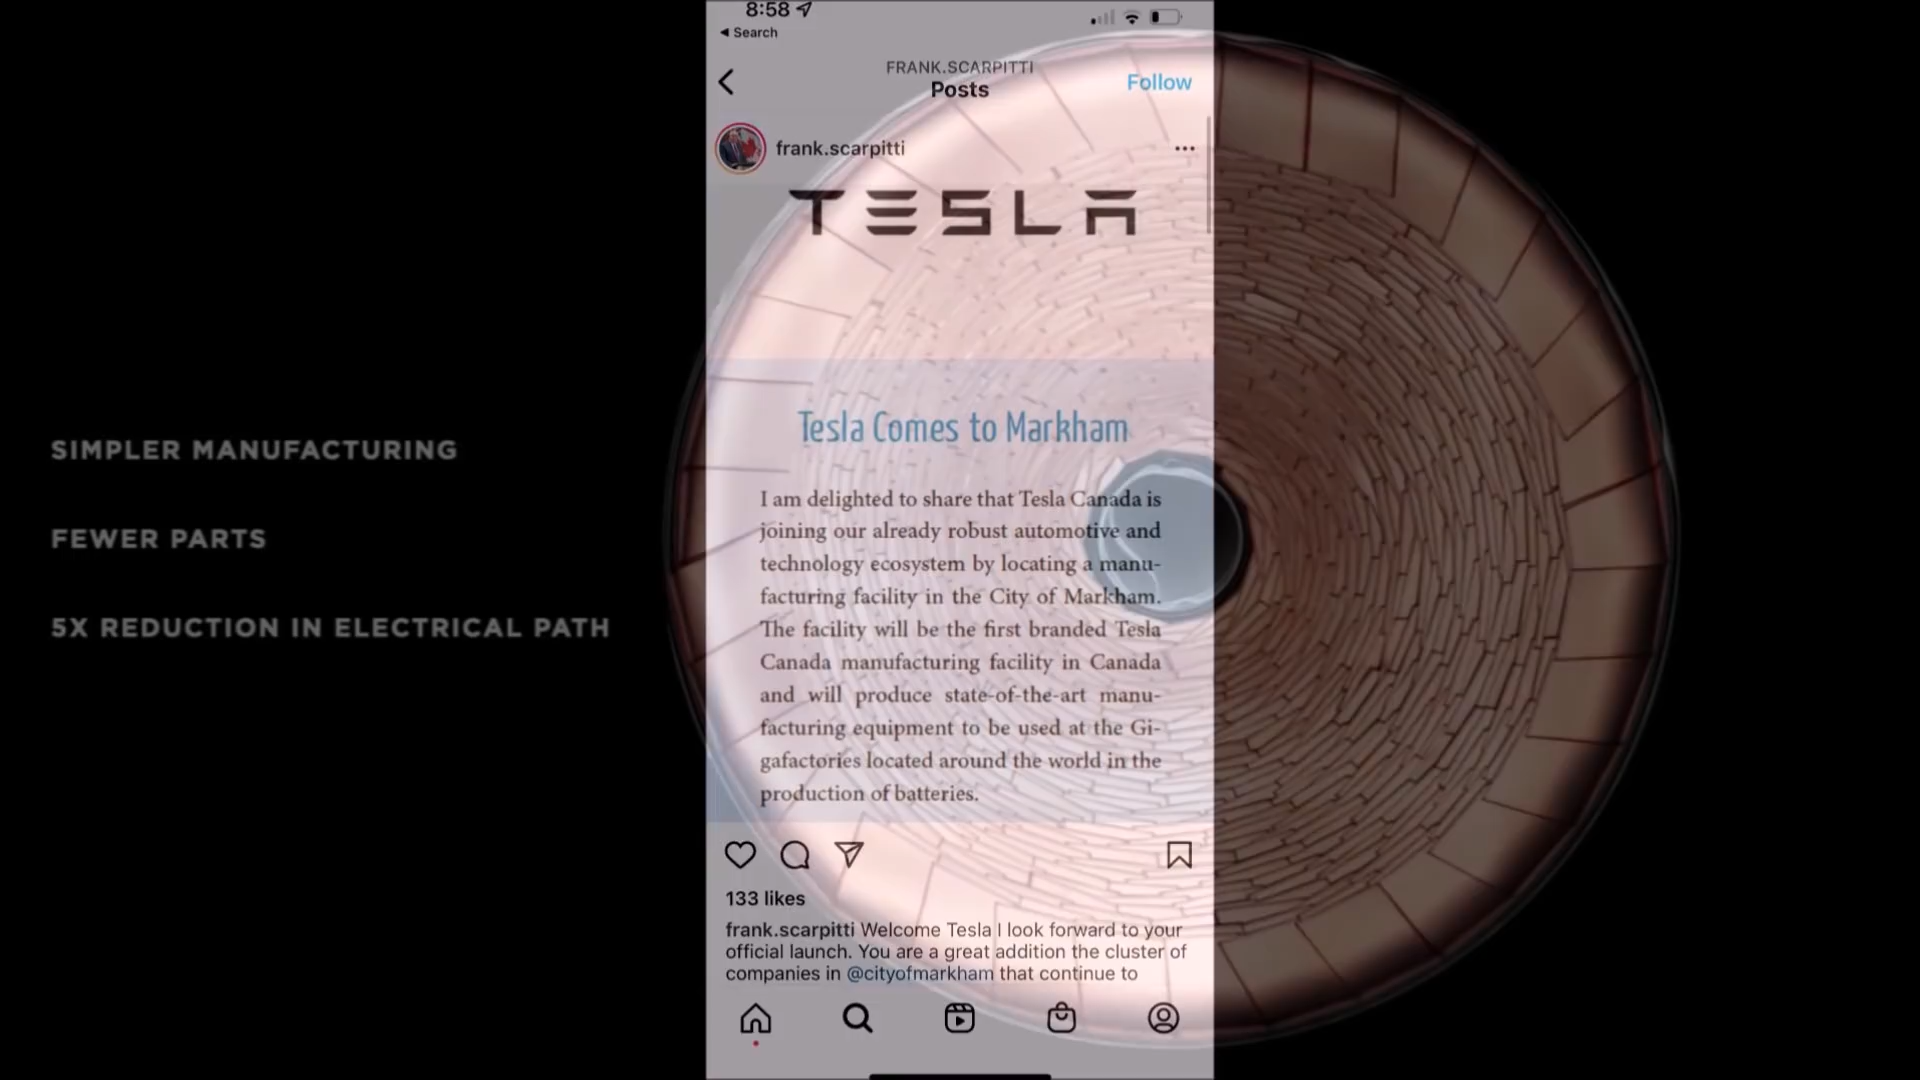 8:58
Search
FRANK.SCARPITTI
Posts
Follow
frank.scarpitti
TESLA
Tesla Comes to Markham
I am delighted to share that Tesla Canada is
joining our already robust automotive and
technology ecosystem by locating a manu-
facturing facility in the City of Markham.
The facility will be the first branded Tesla
Canada manufacturing facility in Canada
and will produce state-of-the-art manu-
facturing equipment to be used at the Gi-
gafactories located around the world in the
production of batteries.
133 likes
frank.scarpitti Welcome Tesla I look forward to your
official launch. You are a great addition the cluster of
companies in @cityofmarkham that continue to
SIMPLER MANUFACTURING
FEWER PARTS
5X REDUCTION IN ELECTRICAL PATH